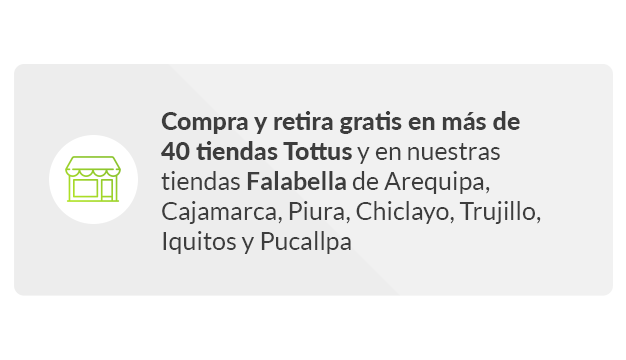 Compra y retira gratis en más de
40 tiendas Tottus y en nuestras
tiendas Falabella de Arequipa,
Cajamarca, Piura, Chiclayo, Trujillo,
Iquitos y Pucallpa